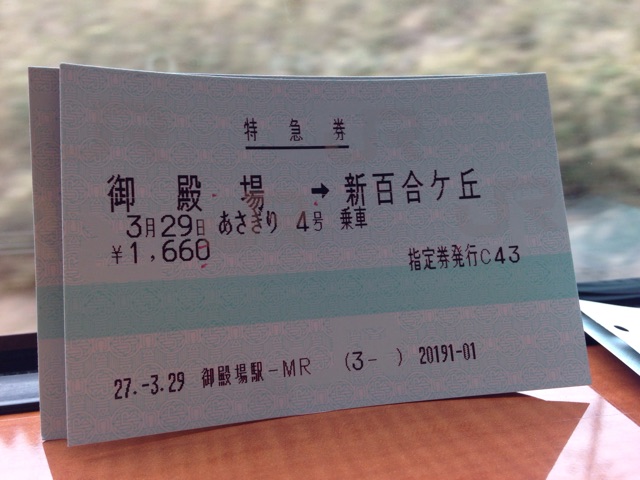 特急券
御殿場 → 新百合ケ丘
3月29日 あさぎり 4号 乗車
¥1,660
指定券発行C43
27.-3.29 御殿場駅-MR (3- ) 20191-01